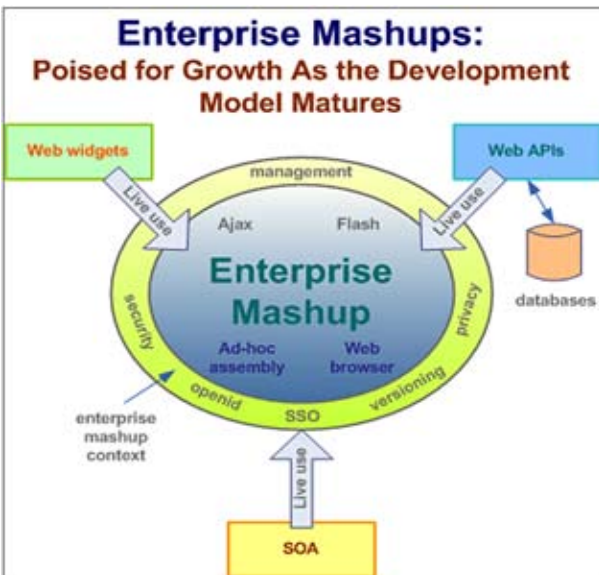 Enterprise Mashups:
Poised for Growth As the Development
Model Matures
Web widgets
Web APIs
management
Live use
Live use
Ajax
Flash
Enterprise
Mashup
databases
security
privacy
Ad-hoc
assembly
Web
browser
openid
versioning
SSO
enterprise
mashup
context
Live use
SOA